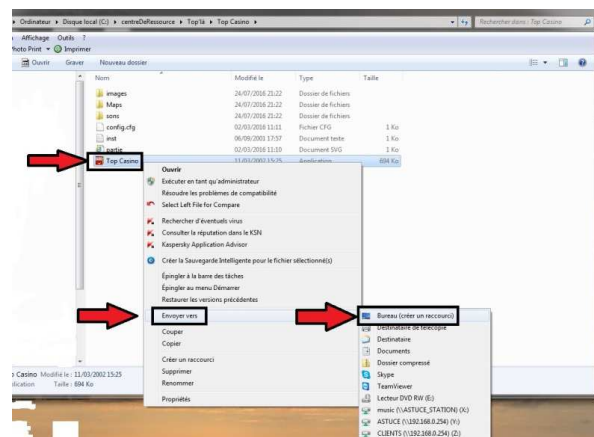 Ordinateur ▸ Disque local (C:) ▸ centreDeRessource ▸ Top1à ▸ Top Casino ▸
Rechercher dans : Top Casino
Affichage Outils ?
Photo Print Imprimer
Ouvrir Graver Nouveau dossier
Nom Modifié le Type Taille
images 24/07/2016 21:22 Dossier de fichiers
Maps 24/07/2016 21:22 Dossier de fichiers
sons 24/07/2016 21:22 Dossier de fichiers
config.cfg 02/03/2016 11:11 Fichier CFG 1 Ko
inst 06/09/2001 17:57 Document texte 1 Ko
partie 02/03/2016 11:10 Document SVG 1 Ko
Top Casino 11/03/2002 15:25 Application 694 Ko
Ouvrir
Exécuter en tant qu'administrateur
Résoudre les problèmes de compatibilité
Select Left File for Compare
Rechercher d'éventuels virus
Consulter la réputation dans le KSN
Kaspersky Application Advisor
Créer la Sauvegarde Intelligente pour le fichier sélectionné(s)
Épingler à la barre des tâches
Épingler au menu Démarrer
Restaurer les versions précédentes
Envoyer vers
Couper
Copier
Créer un raccourci
Supprimer
Renommer
Propriétés
Bureau (créer un raccourci)
Destinataire de télécopie
Destinataire
Documents
Dossier compressé
Skype
TeamViewer
Lecteur DVD RW (E:)
music (\\ASTUCE_STATION) (X:)
ASTUCE (\\192.168.0.254) (Y:)
CLIENTS (\\192.168.0.254) (Z:)
Casino Modifié le : 11/03/2002 15:25
Taille : 694 Ko